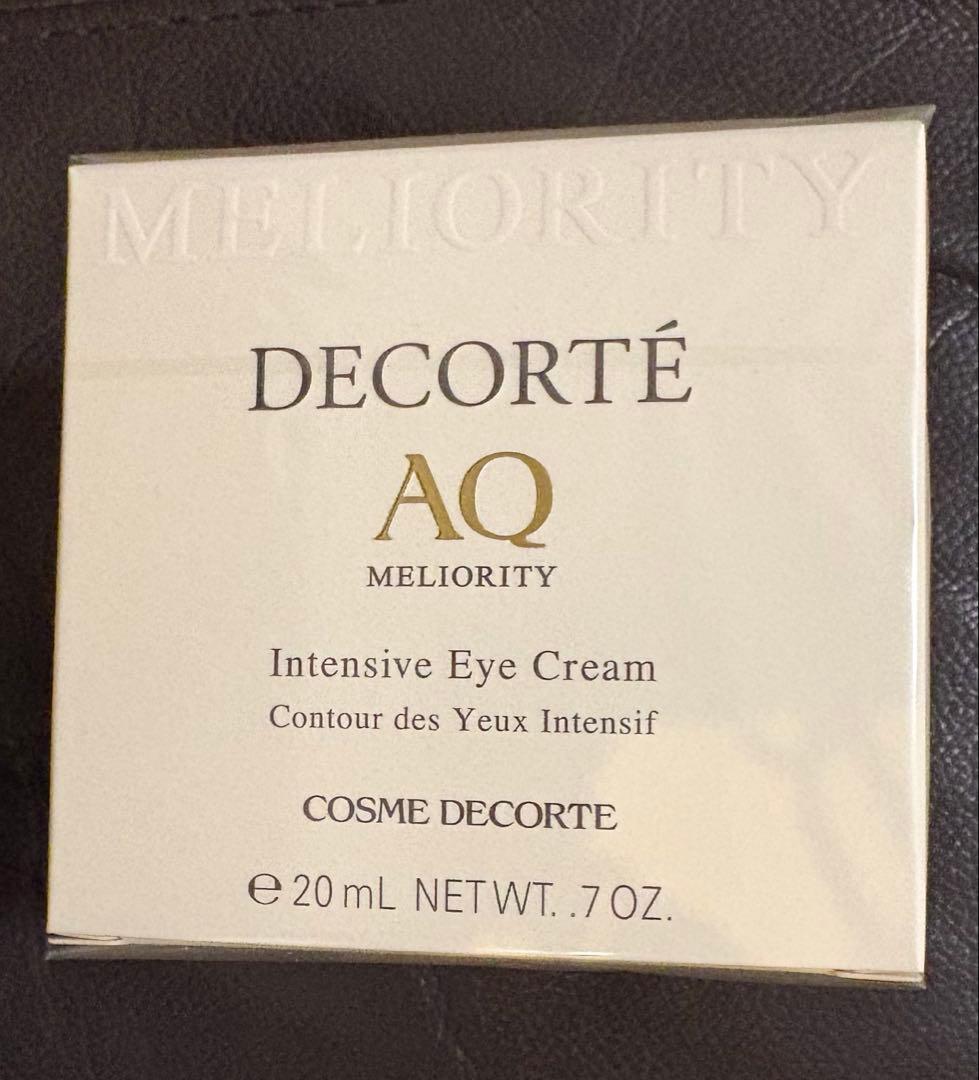 MELIORITY
DECORTÉ
AQ
MELIORITY
Intensive Eye Cream
Contour des Yeux Intensif
COSME DECORTE
℮ 20 mL NET WT. .7 OZ.